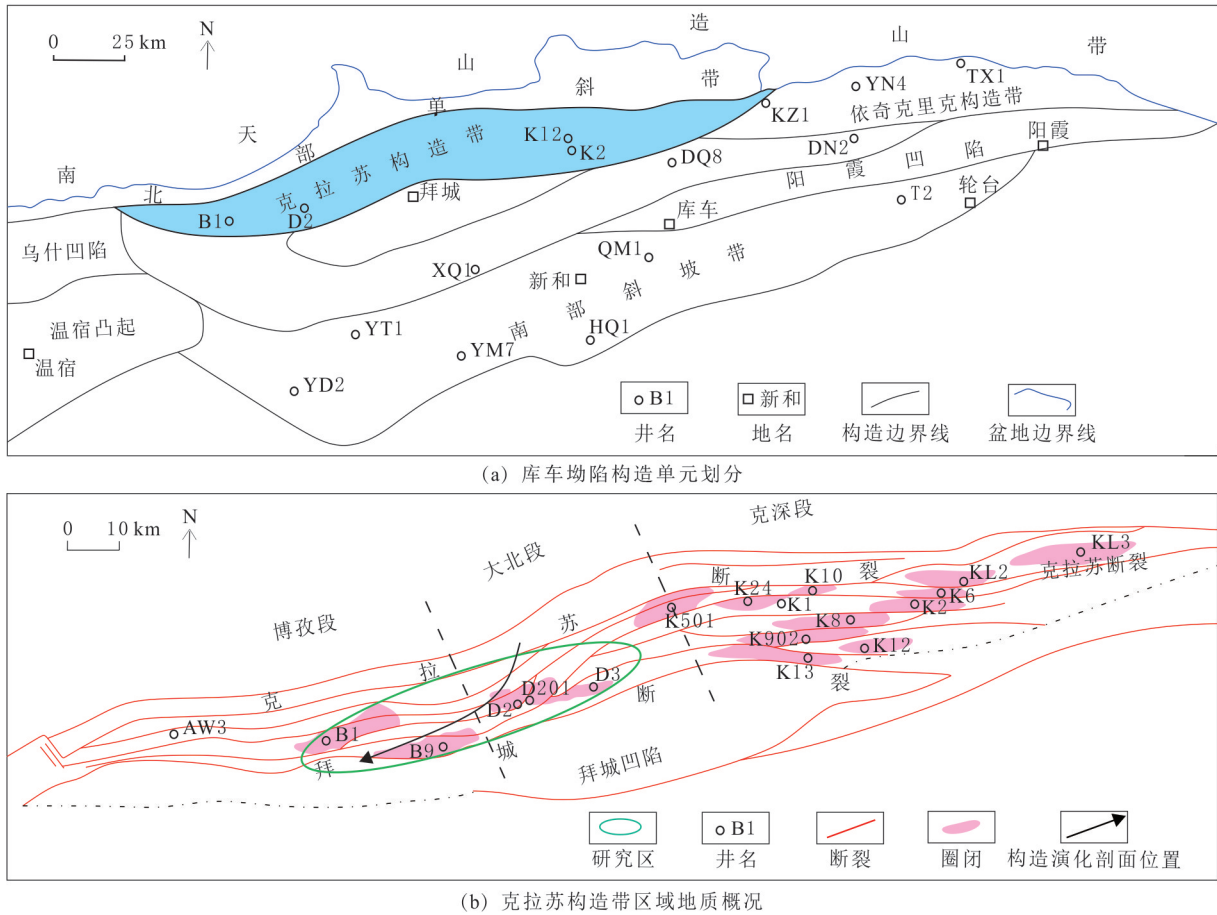 0 25 km
N
南天山造山带
北部单斜带
克拉苏构造带
K12
K2
B1
D2
拜城
KZ1
YN4
TX1
依奇克里克构造带
DN2
DQ8
阳霞凹陷
阳霞
轮台
T2
库车
QM1
新和
南部斜坡带
XQ1
HQ1
YT1
YM7
YD2
乌什凹陷
温宿凸起
温宿
B1
井名
新和
地名
构造边界线
盆地边界线
(a) 库车坳陷构造单元划分
0 10 km
N
博孜段
大北段
克深段
克拉苏断裂
克拉苏断裂
拜城断裂
拜城凹陷
AW3
B1
B9
D2
D201
D3
K501
K24
K1
K10
K8
K902
K13
K12
K2
K6
KL2
KL3
研究区
B1
井名
断裂
圈闭
构造演化剖面位置
(b) 克拉苏构造带区域地质概况